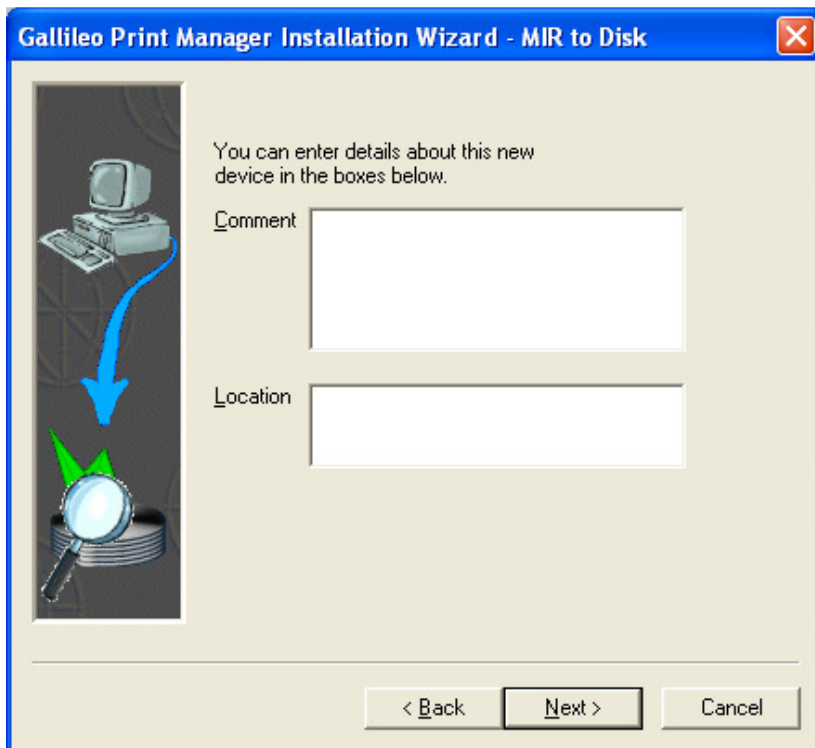 Gallileo Print Manager Installation Wizard - MIR to Disk
You can enter details about this new
device in the boxes below.
Comment
Location
< Back Next > Cancel